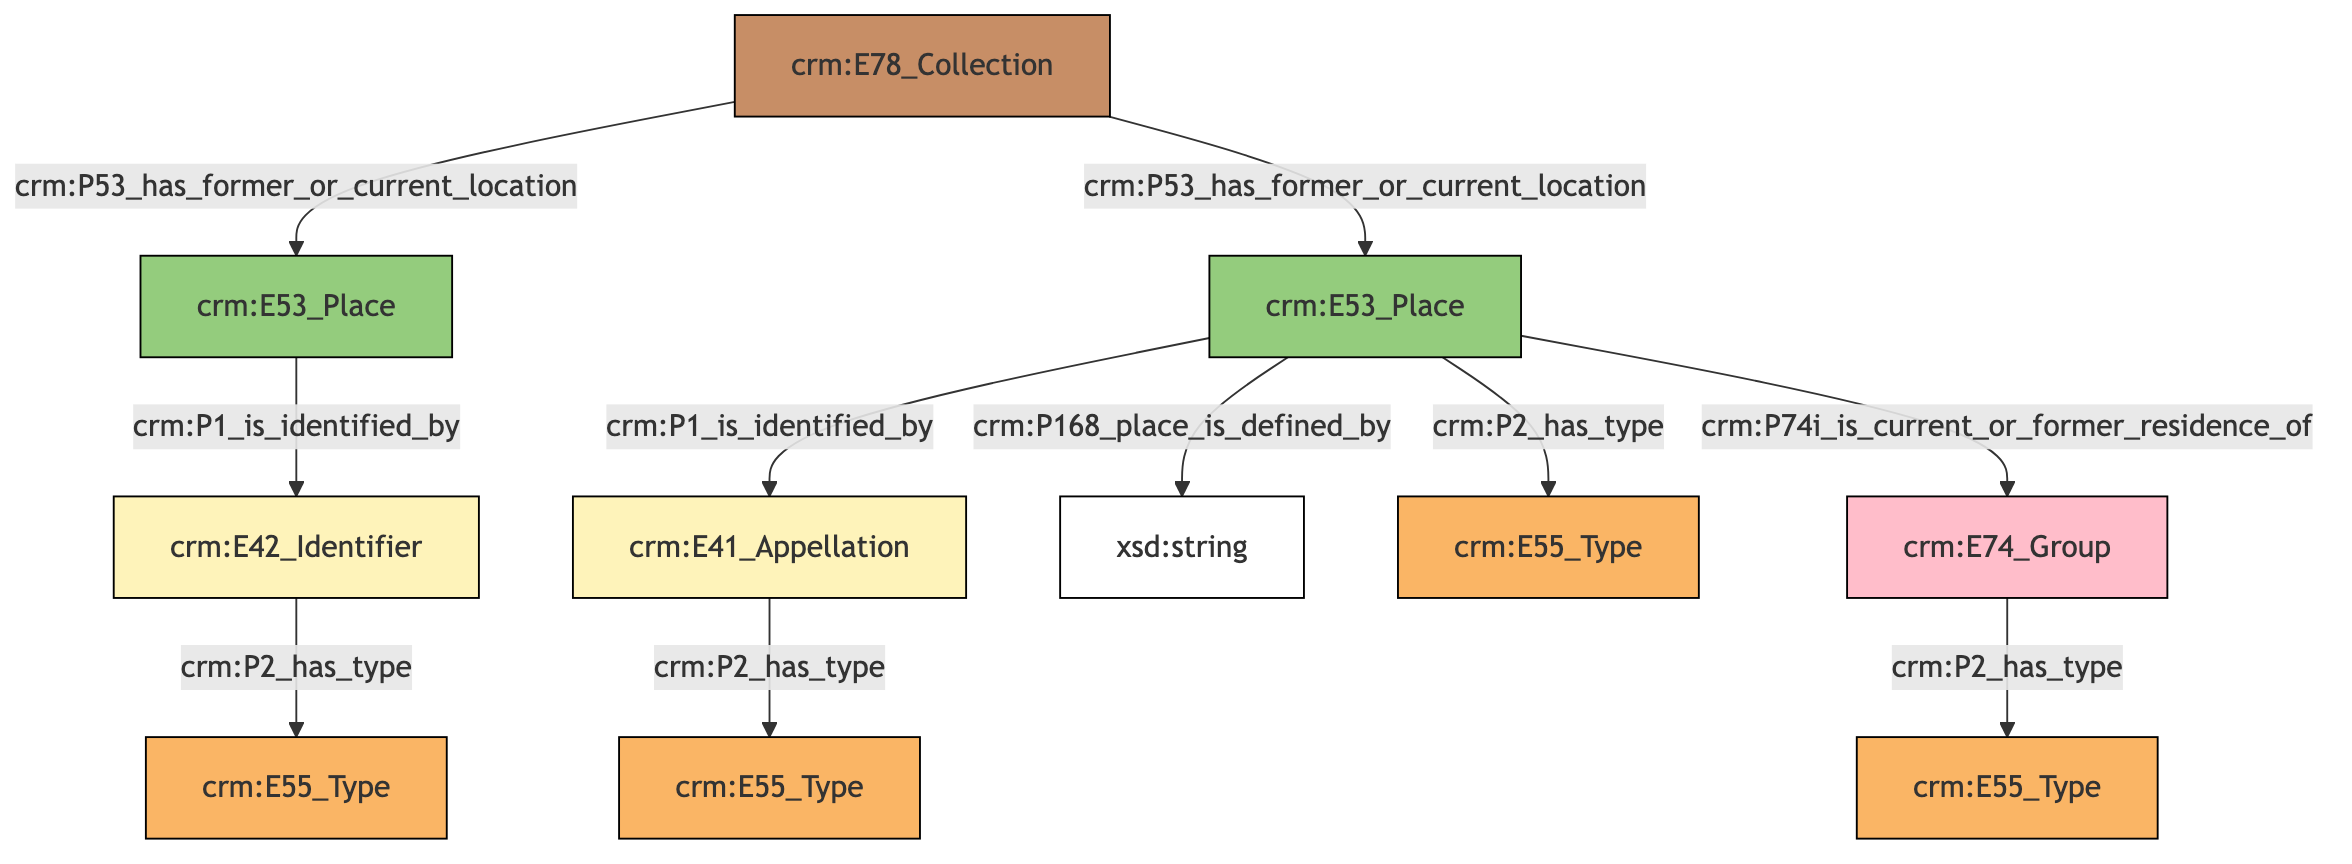 crm:E78_Collection
crm:P53_has_former_or_current_location
crm:P53_has_former_or_current_location
crm:E53_Place
crm:E53_Place
crm:P1_is_identified_by
crm:P1_is_identified_by
crm:P168_place_is_defined_by
crm:P2_has_type
crm:P74i_is_current_or_former_residence_of
crm:E42_Identifier
crm:E41_Appellation
xsd:string
crm:E55_Type
crm:E74_Group
crm:P2_has_type
crm:P2_has_type
crm:P2_has_type
crm:E55_Type
crm:E55_Type
crm:E55_Type